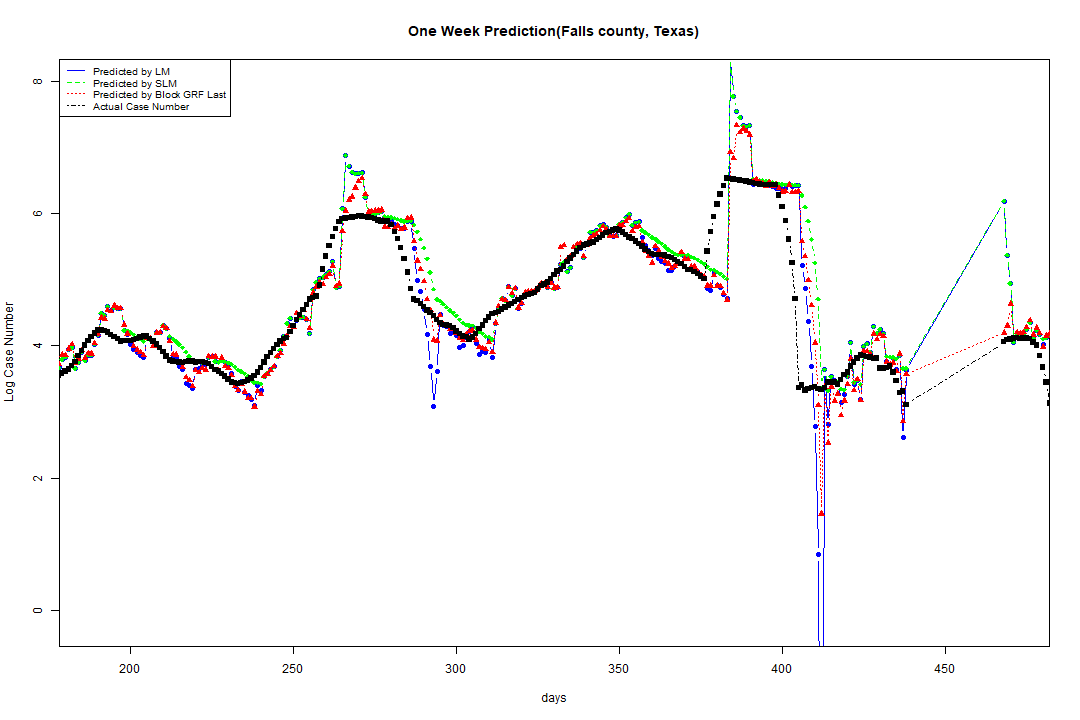 One Week Prediction(Falls county, Texas)
Predicted by LM
Predicted by SLM
Predicted by Block GRF Last
Actual Case Number
8
6
4
2
0
Log Case Number
200 250 300 350 400 450
days